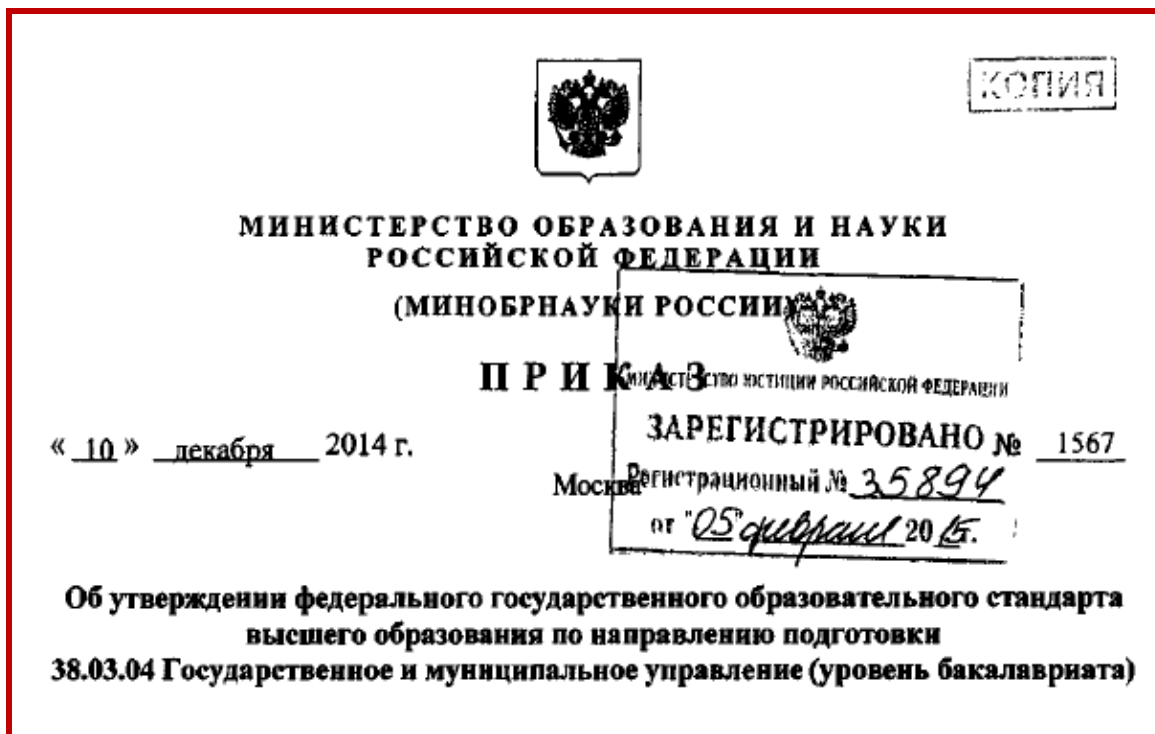 КОПИЯ
МИНИСТЕРСТВО ОБРАЗОВАНИЯ И НАУКИ
РОССИЙСКОЙ ФЕДЕРАЦИИ
(МИНОБРНАУКИ РОССИИ)
П Р И К А З
МИНИСТЕРСТВО ЮСТИЦИИ РОССИЙСКОЙ ФЕДЕРАЦИИ
ЗАРЕГИСТРИРОВАНО
« 10 » декабря 2014 г.
№ 1567
Москва
Регистрационный № 35894
от "05" февраля 2015г.
Об утверждении федерального государственного образовательного стандарта
высшего образования по направлению подготовки
38.03.04 Государственное и муниципальное управление (уровень бакалавриата)